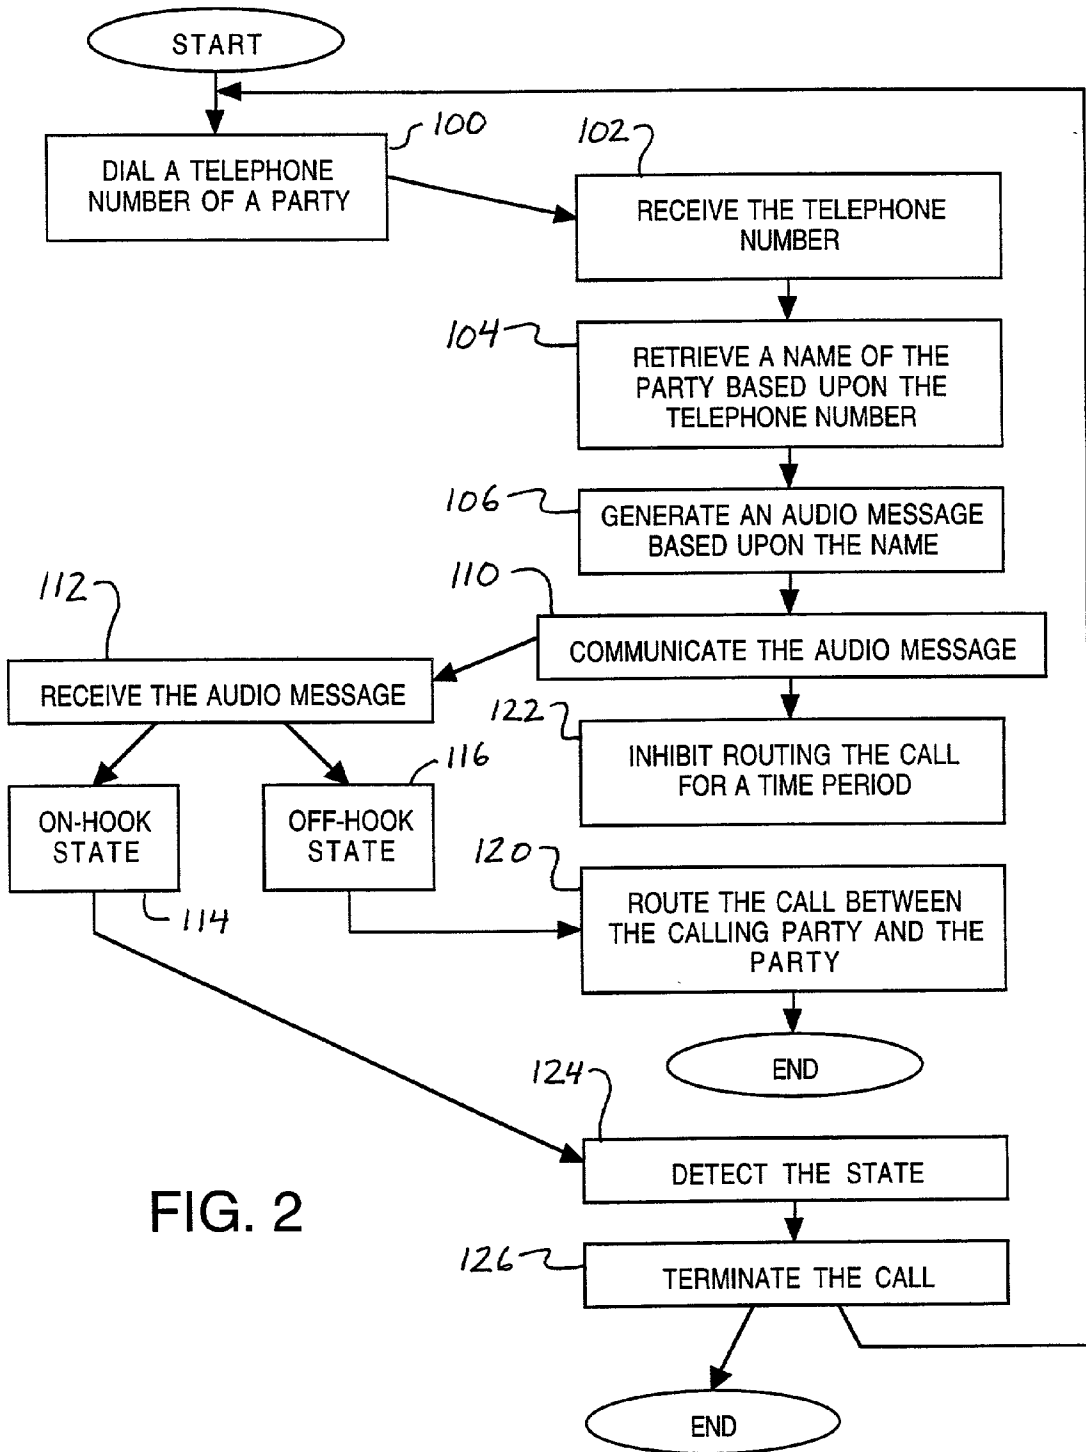 START
100
DIAL A TELEPHONE
NUMBER OF A PARTY
102
RECEIVE THE TELEPHONE
NUMBER
104
RETRIEVE A NAME OF THE
PARTY BASED UPON THE
TELEPHONE NUMBER
106
GENERATE AN AUDIO MESSAGE
BASED UPON THE NAME
110
COMMUNICATE THE AUDIO MESSAGE
112
RECEIVE THE AUDIO MESSAGE
122
INHIBIT ROUTING THE CALL
FOR A TIME PERIOD
114
ON-HOOK
STATE
116
OFF-HOOK
STATE
120
ROUTE THE CALL BETWEEN
THE CALLING PARTY AND THE
PARTY
END
124
DETECT THE STATE
126
TERMINATE THE CALL
END
FIG. 2